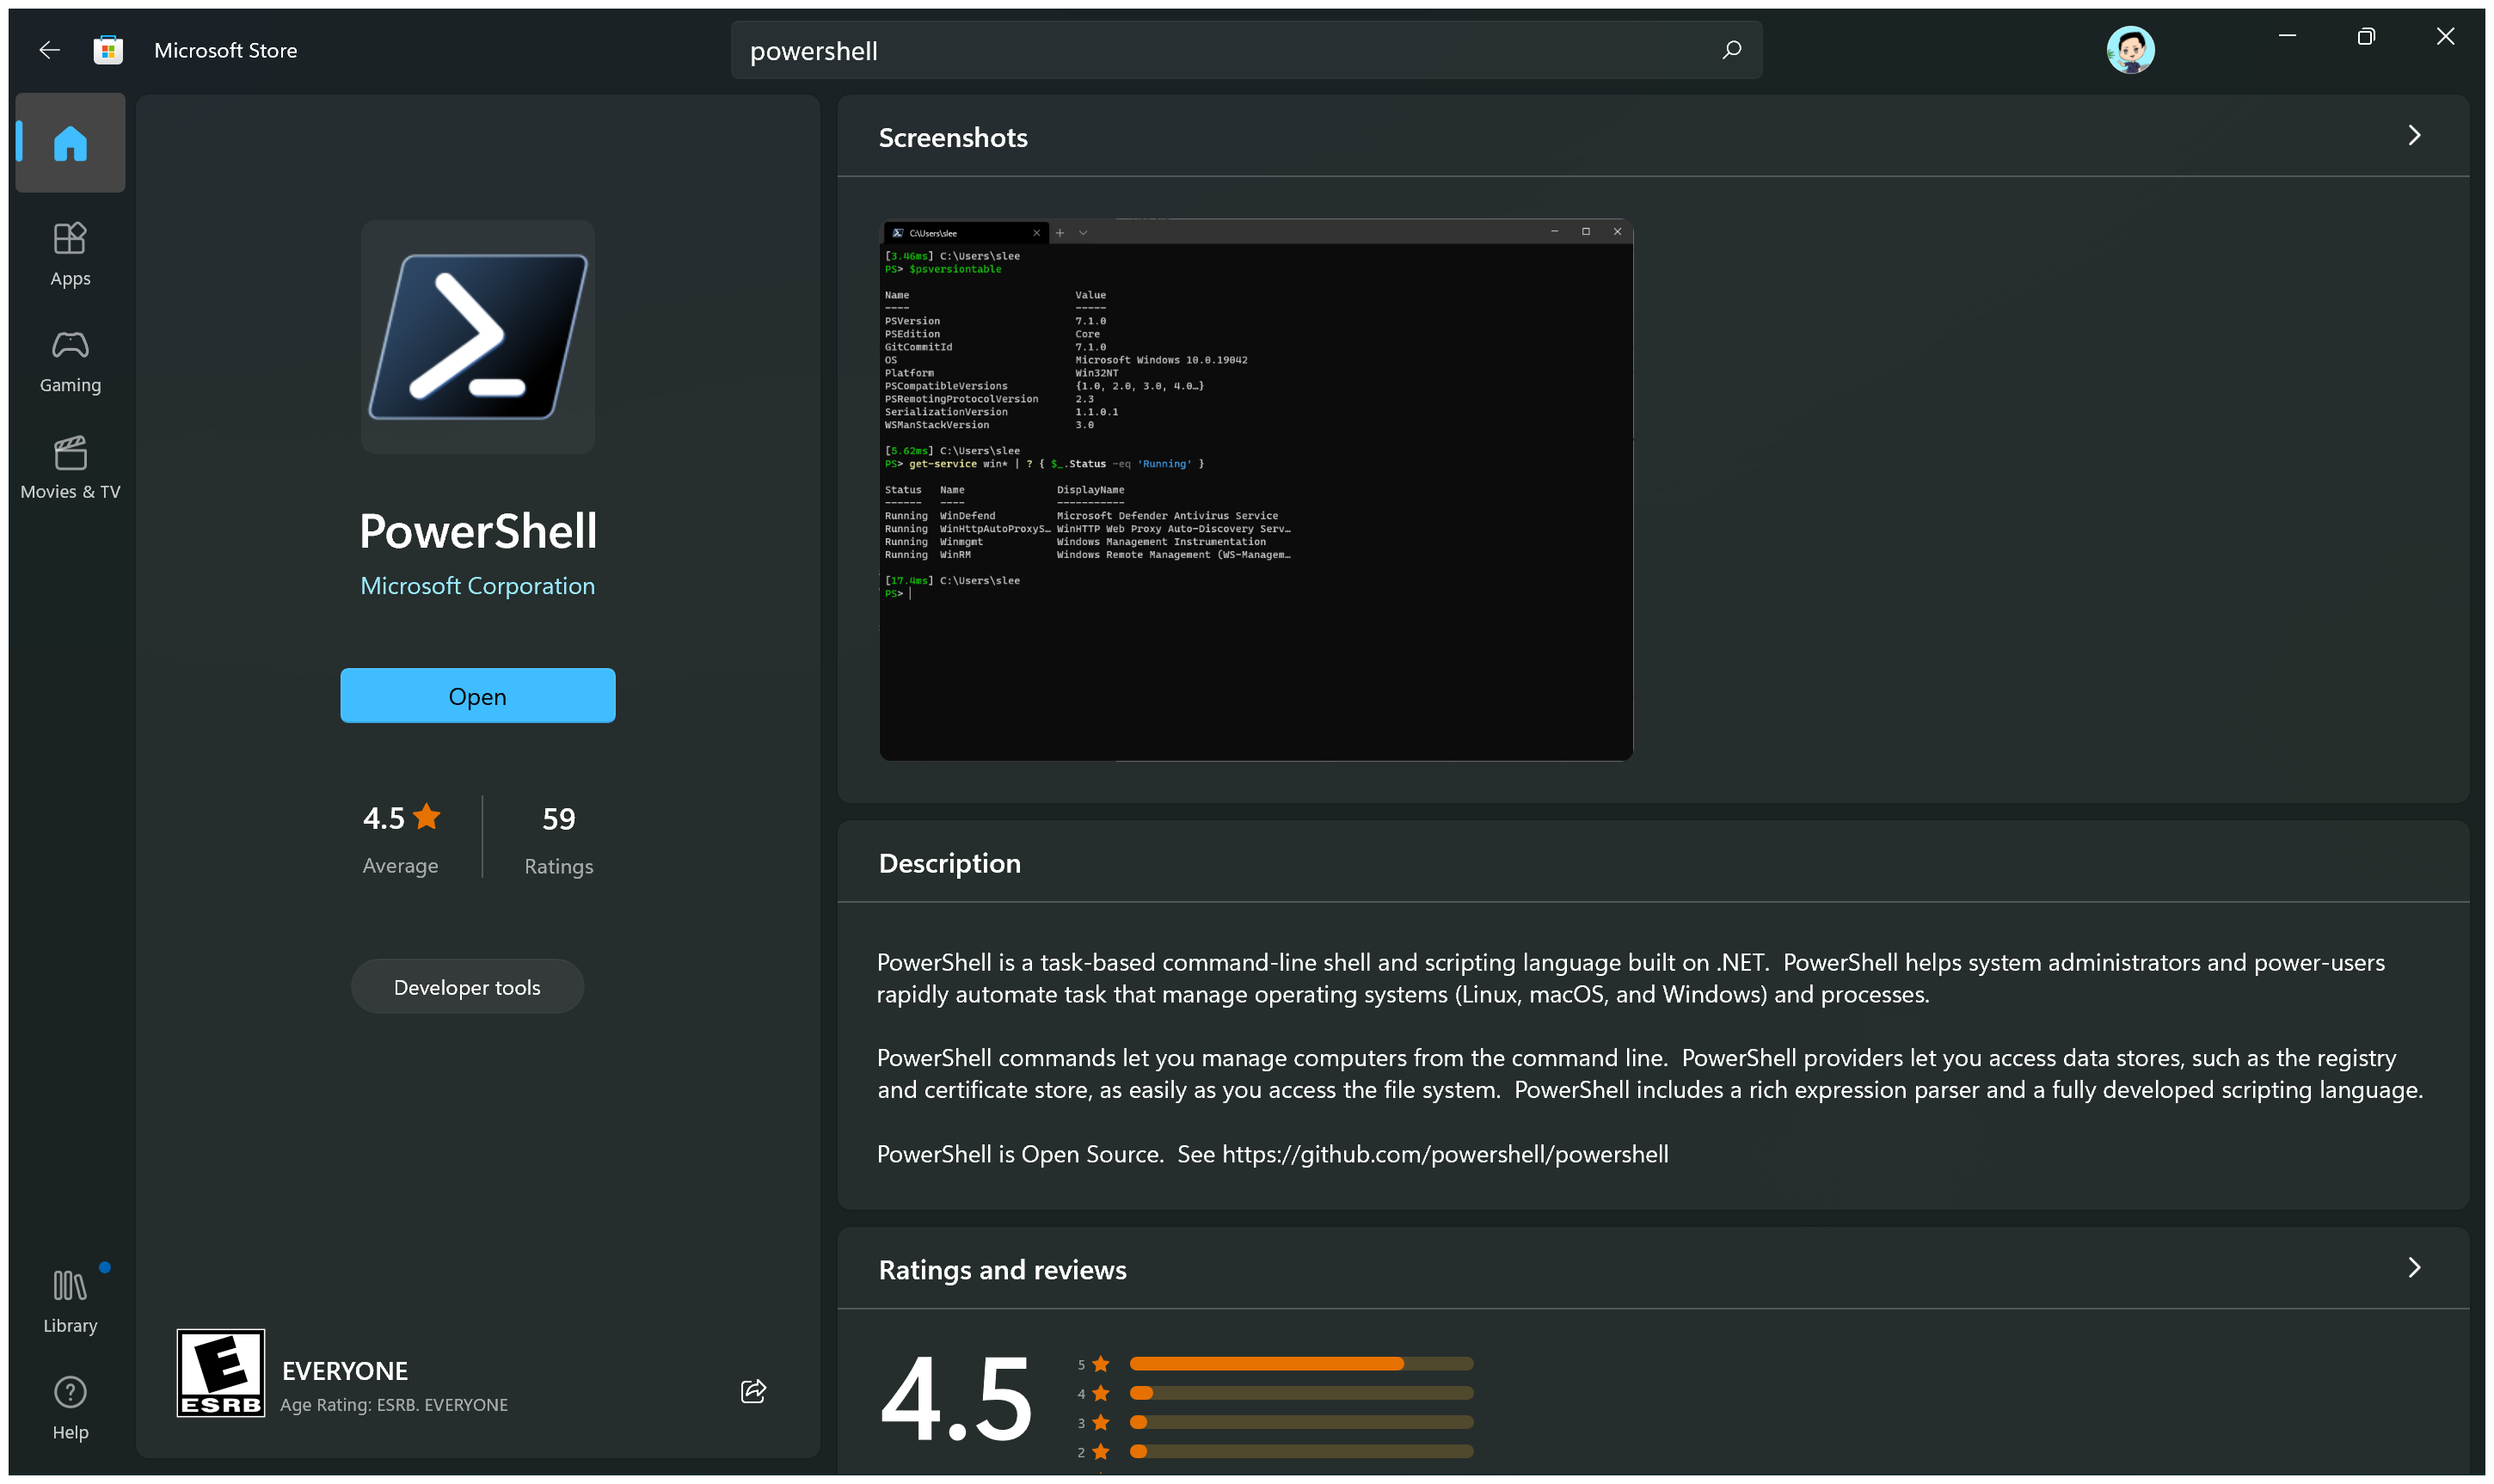 Microsoft Store
powershell
Apps
Gaming
Movies & TV
Library
Help
PowerShell
Microsoft Corporation
Open
4.5
Average
59
Ratings
Developer tools
E
ESRB
EVERYONE
Age Rating: ESRB. EVERYONE
Screenshots
C:\Users\slee
[3.46ms] C:\Users\slee
PS> $psversiontable
Name Value
---- -----
PSVersion 7.1.0
PSEdition Core
GitCommitId 7.1.0
OS Microsoft Windows 10.0.19042
Platform Win32NT
PSCompatibleVersions {1.0, 2.0, 3.0, 4.0…}
PSRemotingProtocolVersion 2.3
SerializationVersion 1.1.0.1
WSManStackVersion 3.0
[5.62ms] C:\Users\slee
PS> get-service win* | ? { $_.Status -eq 'Running' }
Status Name DisplayName
------ ---- -----------
Running WinDefend Microsoft Defender Antivirus Service
Running WinHttpAutoProxyS… WinHTTP Web Proxy Auto-Discovery Serv…
Running Winmgmt Windows Management Instrumentation
Running WinRM Windows Remote Management (WS-Managem…
[17.4ms] C:\Users\slee
PS>
Description
PowerShell is a task-based command-line shell and scripting language built on .NET. PowerShell helps system administrators and power-users
rapidly automate task that manage operating systems (Linux, macOS, and Windows) and processes.
PowerShell commands let you manage computers from the command line. PowerShell providers let you access data stores, such as the registry
and certificate store, as easily as you access the file system. PowerShell includes a rich expression parser and a fully developed scripting language.
PowerShell is Open Source. See https://github.com/powershell/powershell
Ratings and reviews
4.5
5
4
3
2